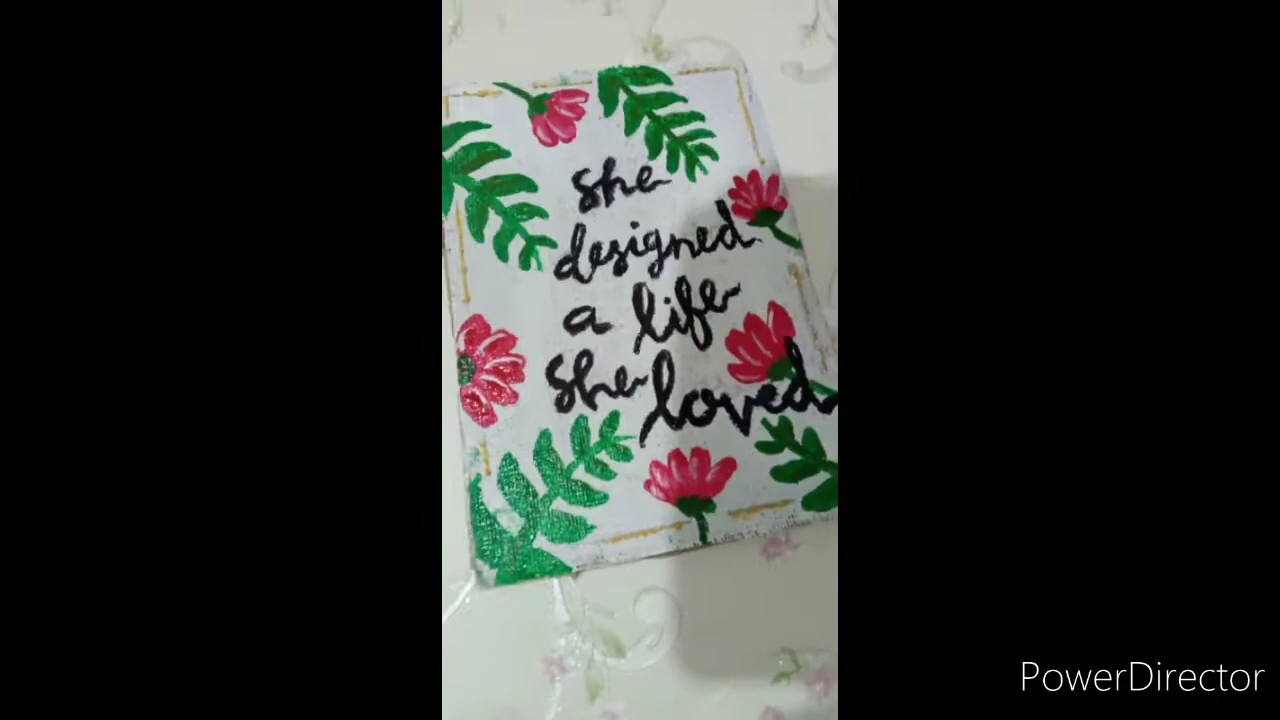 she
designed
a life
she loved
PowerDirector